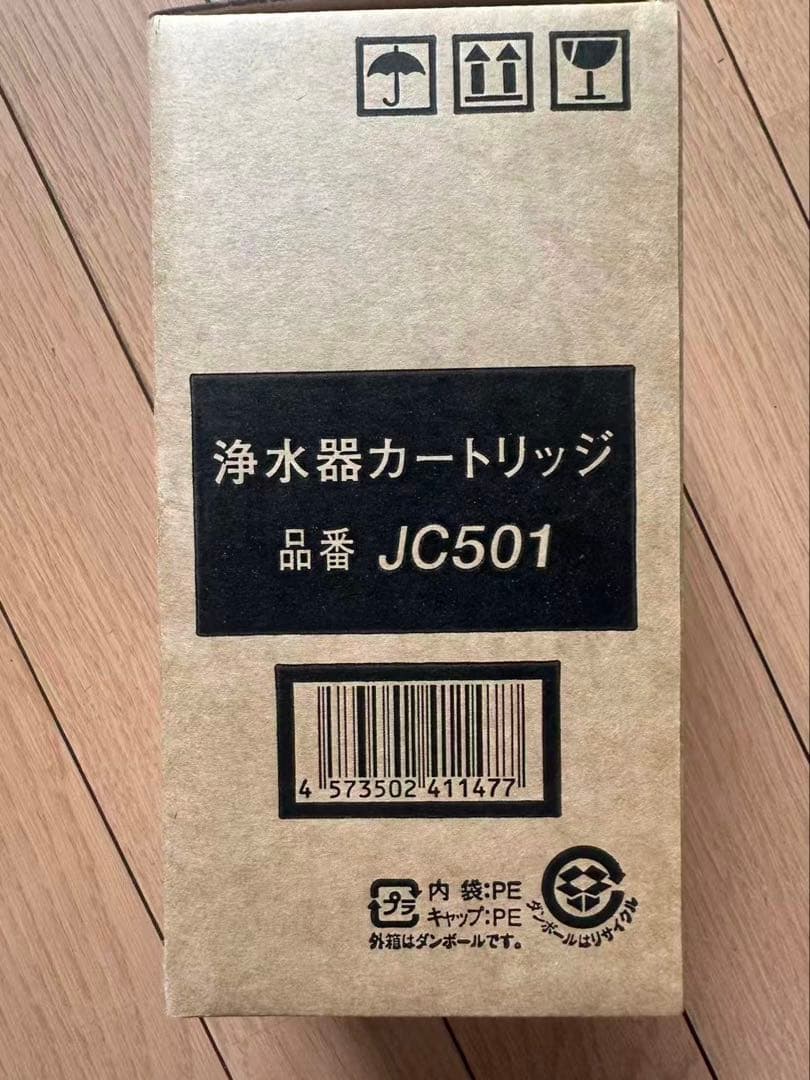 浄水器カートリッジ
品番 JC501
4 573502 411477
プラ
内 袋:PE
キャップ:PE
外箱はダンボールです。
ダンボールはリサイクル